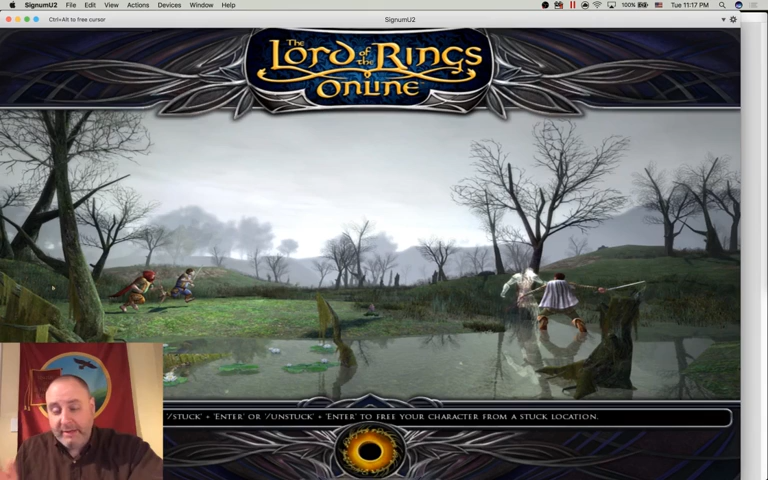 SignumU2 File Edit View Actions Devices Window Help 100% Tue 11:17 PM
Ctrl+Alt to free cursor SignumU2
The
Lord of the Rings
Online
'/STUCK' + 'ENTER' OR '/UNSTUCK' + 'ENTER' TO FREE YOUR CHARACTER FROM A STUCK LOCATION.